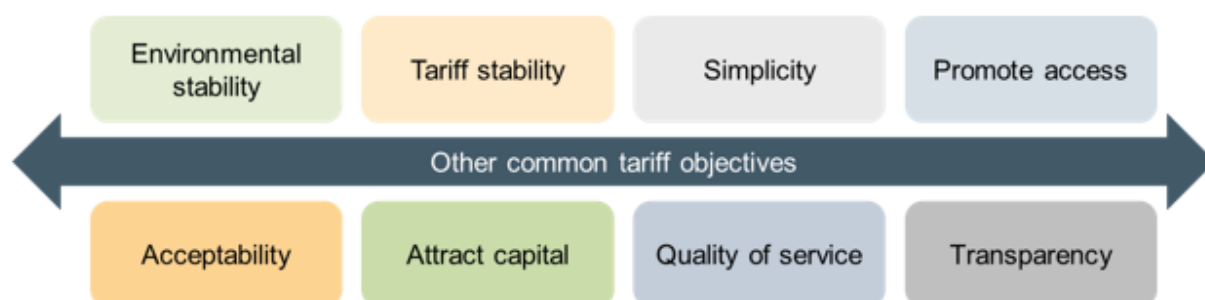 Environmental
stability
Tariff stability
Simplicity
Promote access
Other common tariff objectives
Acceptability
Attract capital
Quality of service
Transparency